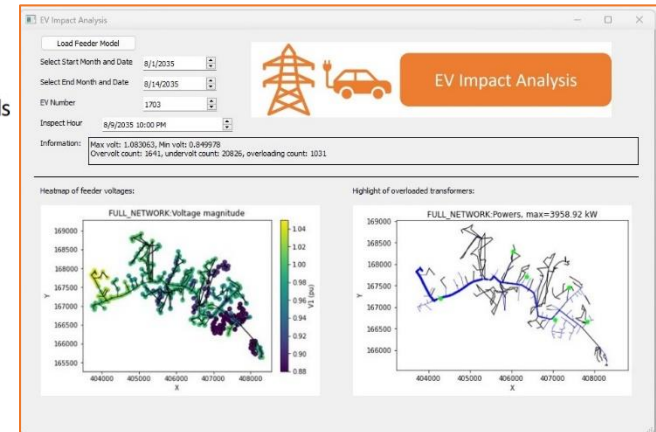 EV Impact Analysis
ls
Load Feeder Model
Select Start Month and Date 8/1/2035
Select End Month and Date 8/14/2035
EV Number 1703
Inspect Hour 8/9/2035 10:00 PM
EV Impact Analysis
Information: Max volt: 1.083063, Min volt: 0.849978
Overvolt count: 1641, undervolt count: 20826, overloading count: 1031
Heatmap of feeder voltages:
FULL_NETWORK:Voltage magnitude
169000
168500
168000
167500
167000
166500
166000
165500
Y
404000 405000 406000 407000 408000
X
1.04
1.02
1.00
0.98
0.96
0.94
0.92
0.90
0.88
V1 (pu)
Highlight of overloaded transformers:
FULL_NETWORK:Powers, max=3958.92 kW
169000
168500
168000
167500
167000
166500
166000
Y
404000 405000 406000 407000 408000
X